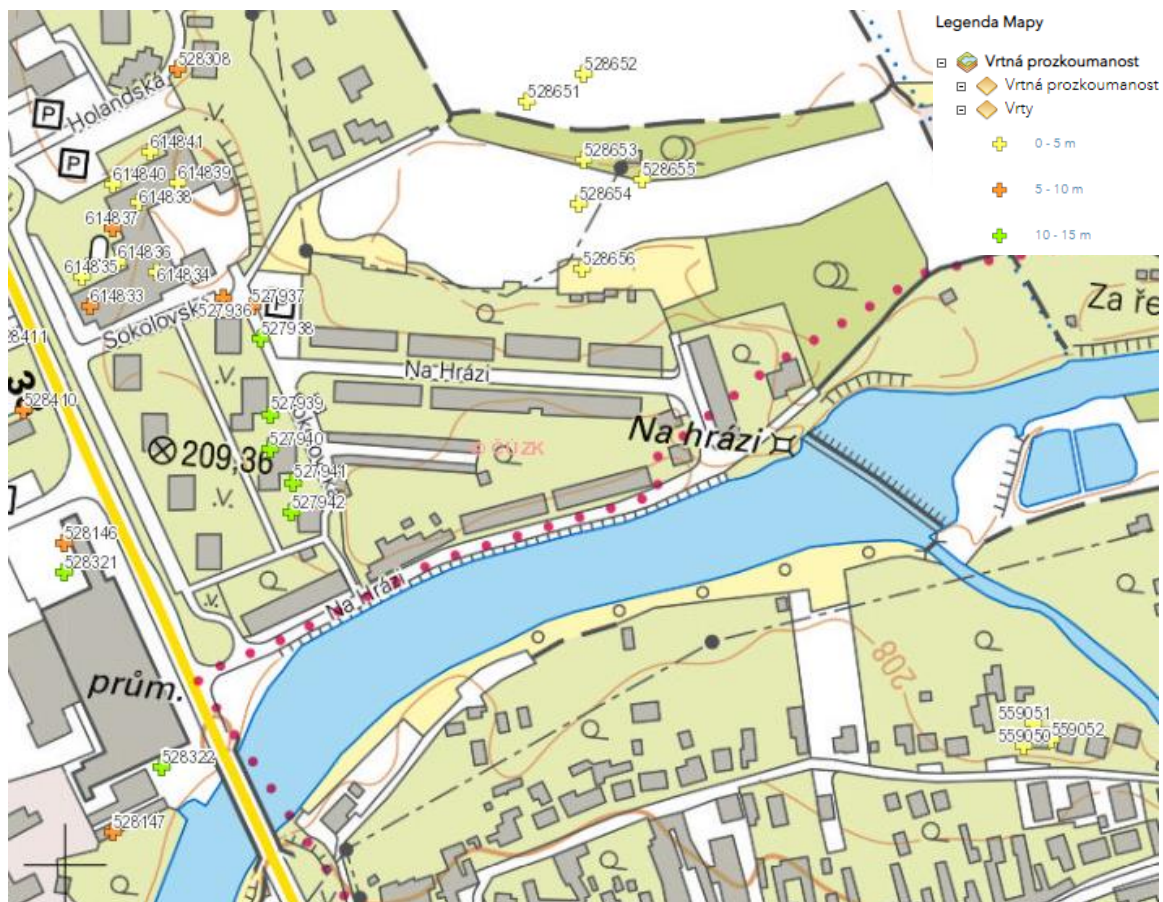 Legenda Mapy
Vrtná prozkoumanost
Vrtná prozkoumanost
Vrty
0 - 5 m
5 - 10 m
10 - 15 m
528308
528652
528651
Holandská
P
P
614841
614840
614839
614838
614837
528653
528655
528654
614836
614835
614834
614833
528656
527936
527937
P
Sokolovsk
527938
28411
Za ře
Na Hrázi
528410
527939
527940
209,36
Na hrázi
© ČÚZK
527941
527942
528146
528321
Na Hrázi
prům.
208
528322
559051
559050
559052
528147